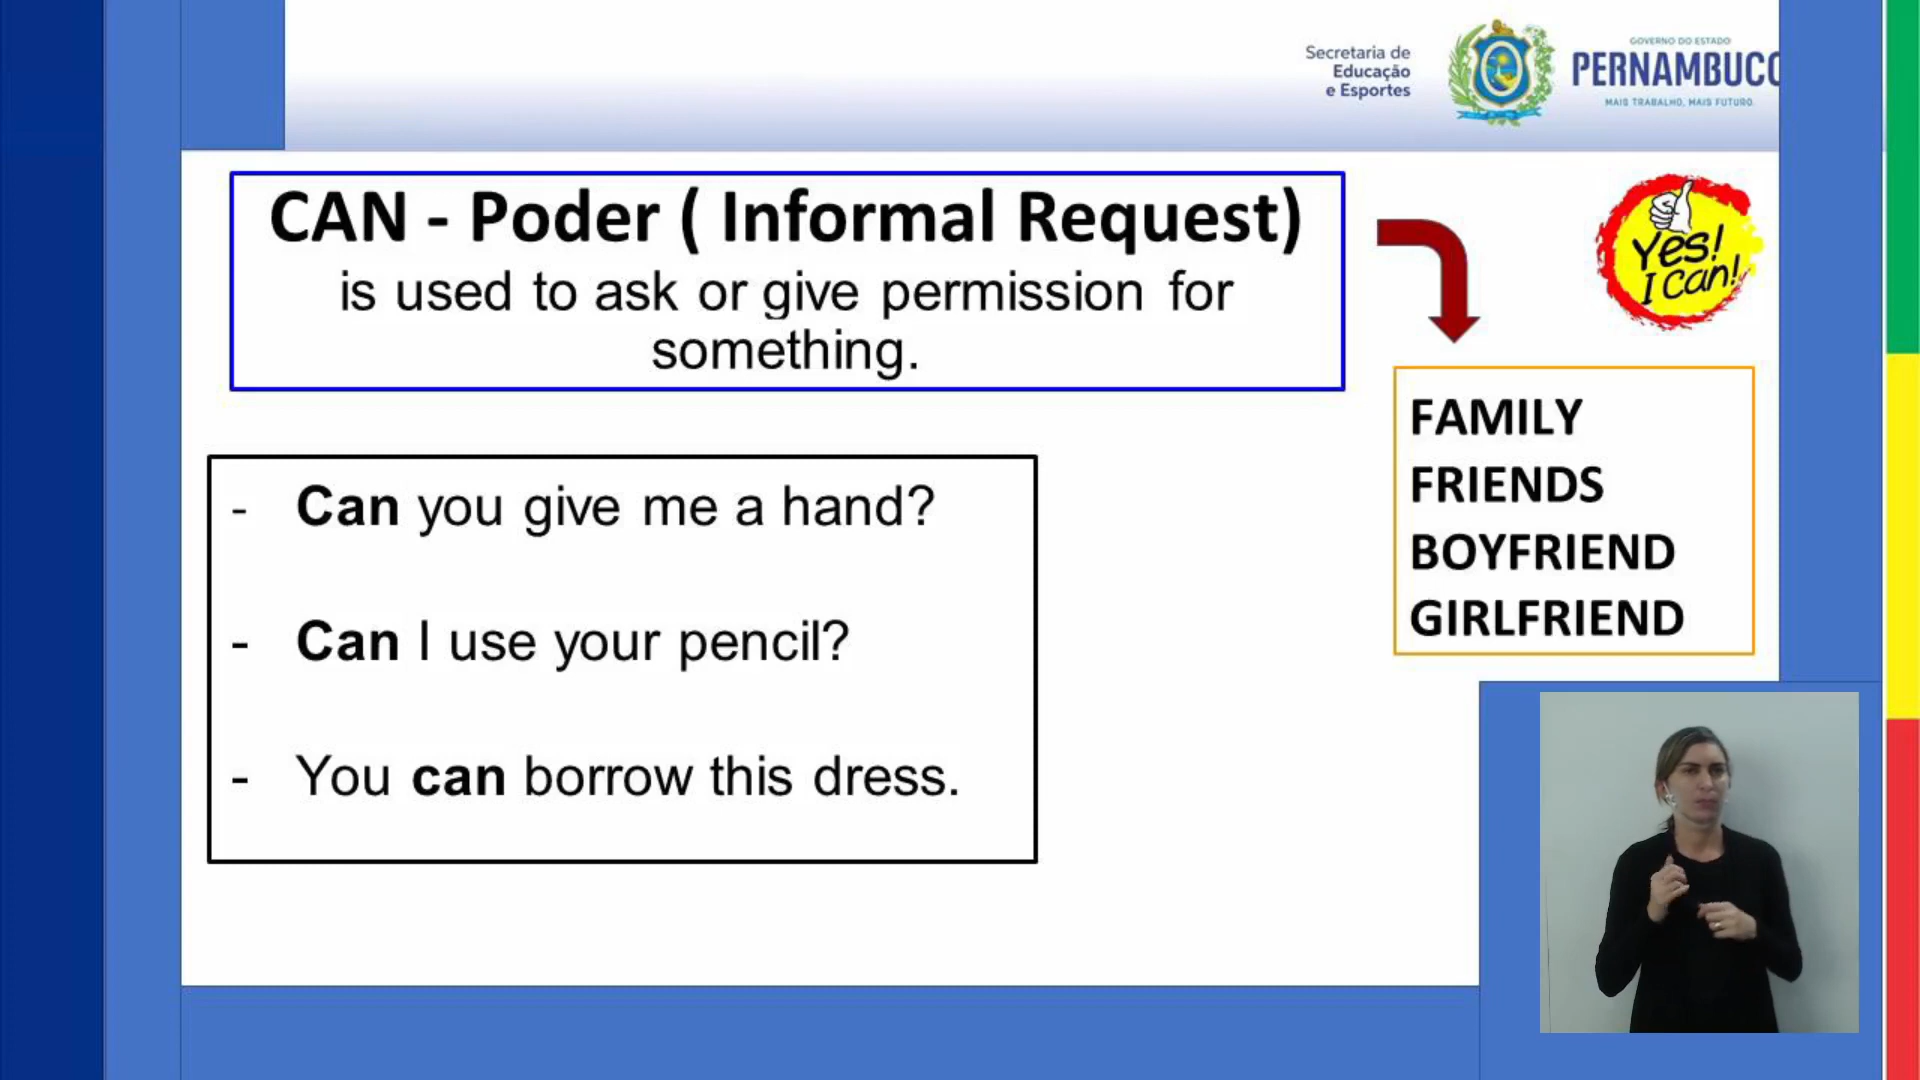 Secretaria de
Educação
e Esportes
GOVERNO DO ESTADO
PERNAMBUCO
MAIS TRABALHO, MAIS FUTURO.
CAN - Poder ( Informal Request)
is used to ask or give permission for
something.
Yes!
I can!
FAMILY
FRIENDS
BOYFRIEND
GIRLFRIEND
- Can you give me a hand?
- Can I use your pencil?
- You can borrow this dress.